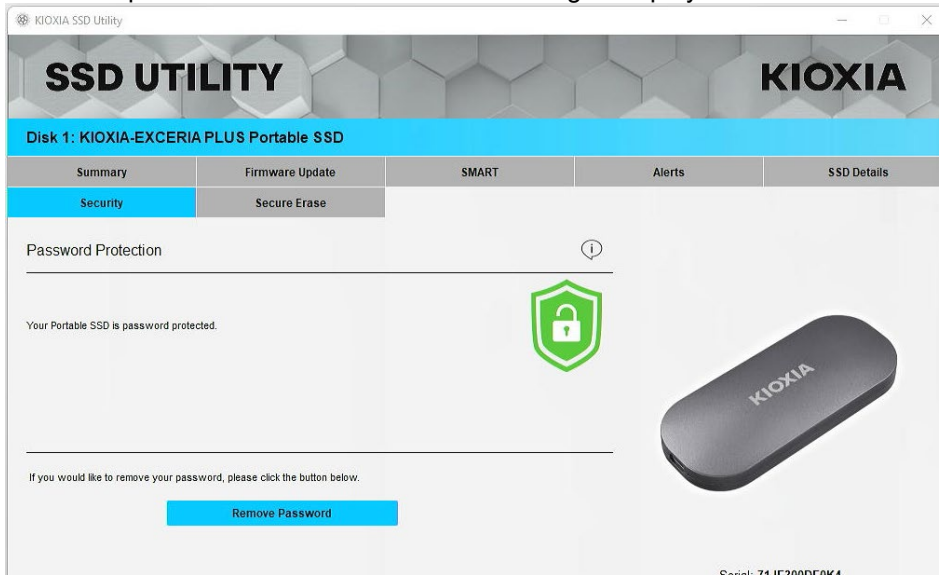 KIOXIA SSD Utility
SSD UTILITY
KIOXIA
Disk 1: KIOXIA-EXCERIA PLUS Portable SSD
Summary Firmware Update SMART Alerts SSD Details
Security Secure Erase
Password Protection
Your Portable SSD is password protected.
KIOXIA
If you would like to remove your password, please click the button below.
Remove Password